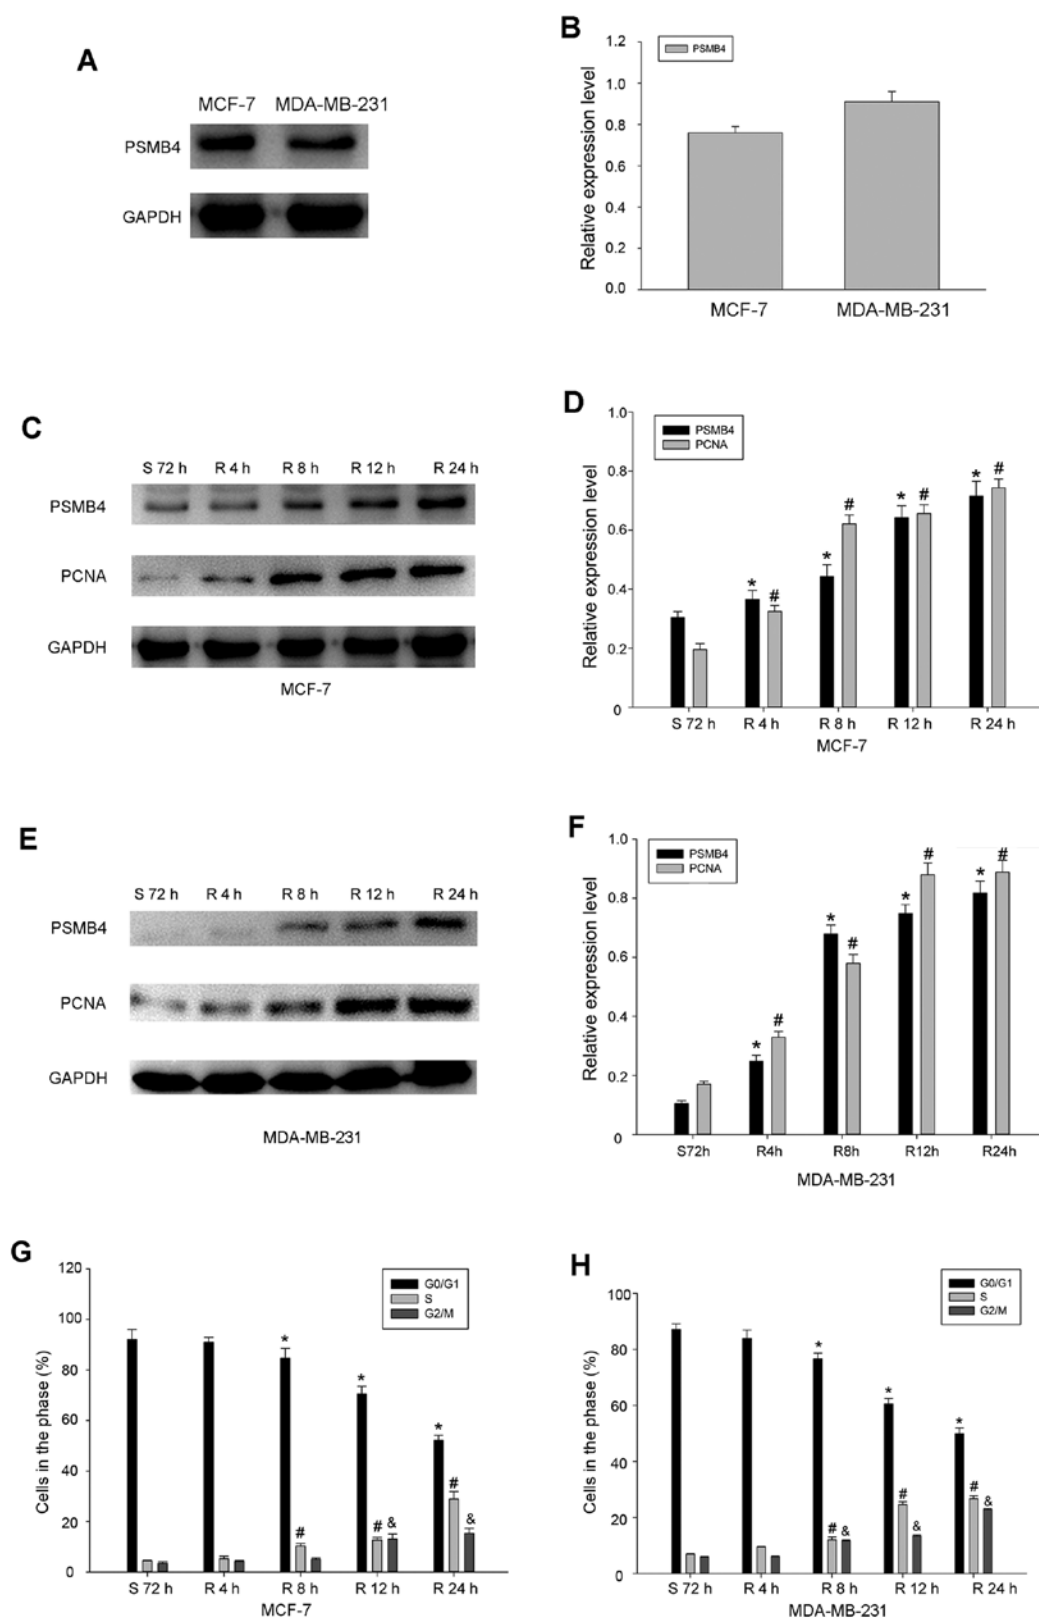 A
MCF-7 MDA-MB-231
PSMB4
GAPDH
B
PSMB4
Relative expression level
1.2
1.0
0.8
0.6
0.4
0.2
0.0
MCF-7 MDA-MB-231
C
S 72 h R 4 h R 8 h R 12 h R 24 h
PSMB4
PCNA
GAPDH
MCF-7
D
PSMB4
PCNA
Relative expression level
1.0
0.8
0.6
0.4
0.2
0
* # * # * # * #
S 72 h R 4 h R 8 h R 12 h R 24 h
MCF-7
E
S 72 h R 4 h R 8 h R 12 h R 24 h
PSMB4
PCNA
GAPDH
MDA-MB-231
F
PSMB4
PCNA
Relative expression level
1.0
0.8
0.6
0.4
0.2
0
* # * # * # * #
S72h R4h R8h R12h R24h
MDA-MB-231
G
G0/G1
S
G2/M
Cells in the phase (%)
120
100
80
60
40
20
0
* # * # & * # &
S 72 h R 4 h R 8 h R 12 h R 24 h
MCF-7
H
G0/G1
S
G2/M
Cells in the phase (%)
100
80
60
40
20
0
* # & * # & * # &
S 72 h R 4 h R 8 h R 12 h R 24 h
MDA-MB-231